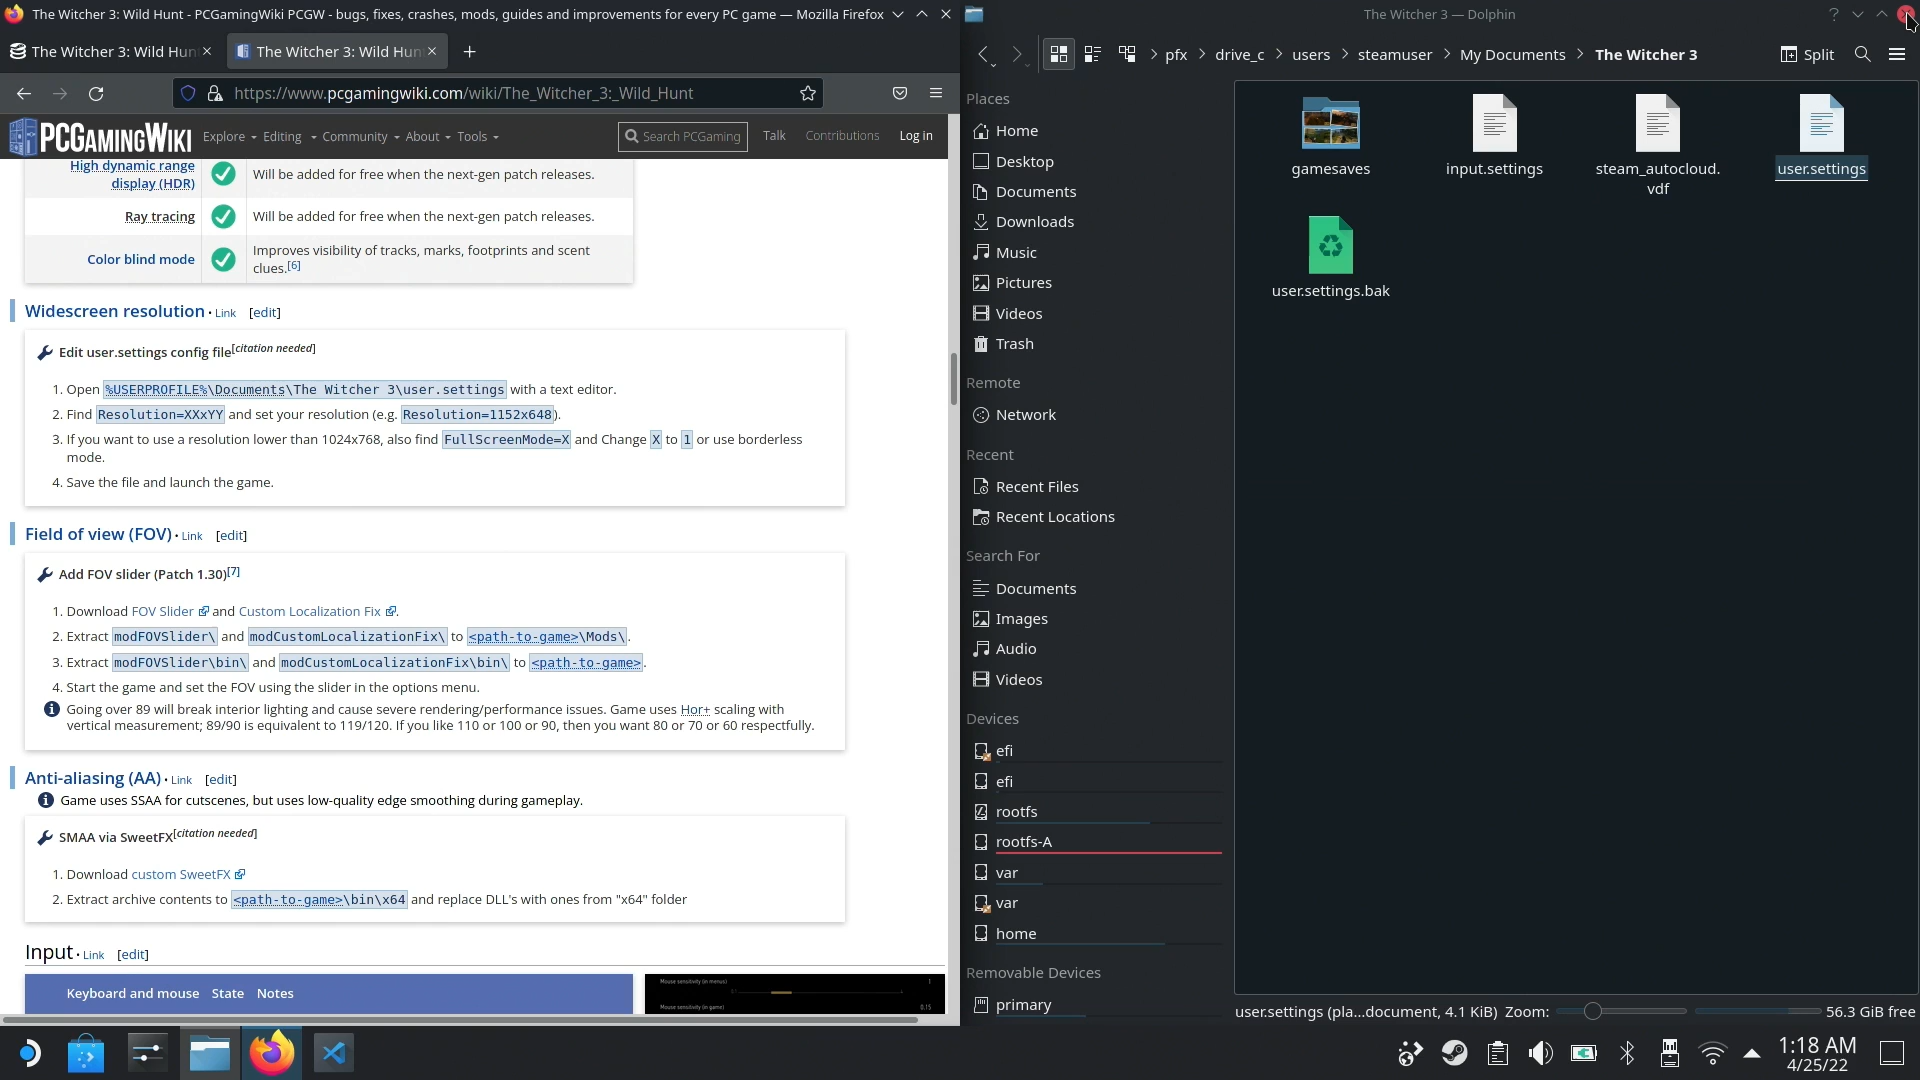 The Witcher 3: Wild Hunt - PCGamingWiki PCGW - bugs, fixes, crashes, mods, guides and improvements for every PC game — Mozilla Firefox
The Witcher 3: Wild Hun
The Witcher 3: Wild Hun
https://www.pcgamingwiki.com/wiki/The_Witcher_3:_Wild_Hunt
PCGAMINGWIKI
Explore
Editing
Community
About
Tools
Search PCGaming
Talk
Contributions
Log in
High dynamic range
display (HDR)
Will be added for free when the next-gen patch releases.
Ray tracing
Will be added for free when the next-gen patch releases.
Color blind mode
Improves visibility of tracks, marks, footprints and scent
clues.[6]
Widescreen resolution · Link [edit]
Edit user.settings config file[citation needed]
1. Open %USERPROFILE%\Documents\The Witcher 3\user.settings with a text editor.
2. Find Resolution=XXxYY and set your resolution (e.g. Resolution=1152x648).
3. If you want to use a resolution lower than 1024x768, also find FullScreenMode=X and Change X to 1 or use borderless
mode.
4. Save the file and launch the game.
Field of view (FOV) · Link [edit]
Add FOV slider (Patch 1.30)[7]
1. Download FOV Slider and Custom Localization Fix.
2. Extract modFOVSlider\ and modCustomLocalizationFix\ to <path-to-game>\Mods\.
3. Extract modFOVSlider\bin\ and modCustomLocalizationFix\bin\ to <path-to-game>.
4. Start the game and set the FOV using the slider in the options menu.
Going over 89 will break interior lighting and cause severe rendering/performance issues. Game uses Hor+ scaling with
vertical measurement; 89/90 is equivalent to 119/120. If you like 110 or 100 or 90, then you want 80 or 70 or 60 respectfully.
Anti-aliasing (AA) · Link [edit]
Game uses SSAA for cutscenes, but uses low-quality edge smoothing during gameplay.
SMAA via SweetFX[citation needed]
1. Download custom SweetFX
2. Extract archive contents to <path-to-game>\bin\x64 and replace DLL's with ones from "x64" folder
Input · Link [edit]
Keyboard and mouse State Notes
Mouse sensitivity (in menus) 1
Mouse sensitivity (in game) 0.15
The Witcher 3 — Dolphin
> pfx > drive_c > users > steamuser > My Documents > The Witcher 3
Split
Places
Home
Desktop
Documents
Downloads
Music
Pictures
Videos
Trash
Remote
Network
Recent
Recent Files
Recent Locations
Search For
Documents
Images
Audio
Videos
Devices
efi
efi
rootfs
rootfs-A
var
var
home
Removable Devices
primary
gamesaves
input.settings
steam_autocloud.
vdf
user.settings
user.settings.bak
user.settings (pla...document, 4.1 KiB) Zoom:
56.3 GiB free
1:18 AM
4/25/22